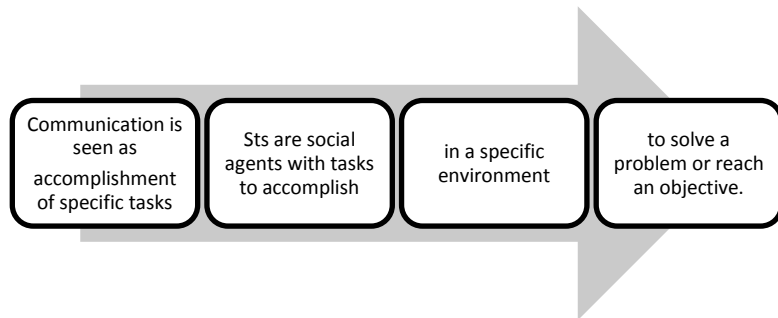 Communication is
seen as
accomplishment
of specific tasks
Sts are social
agents with tasks
to accomplish
in a specific
environment
to solve a
problem or reach
an objective.